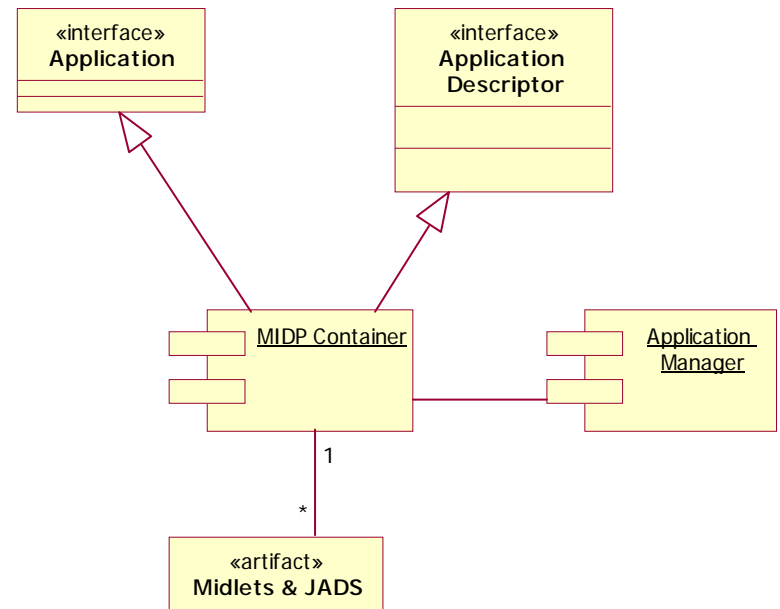 «interface»
Application
«interface»
Application
Descriptor
MIDP Container
Application
Manager
1
*
«artifact»
Midlets & JADS